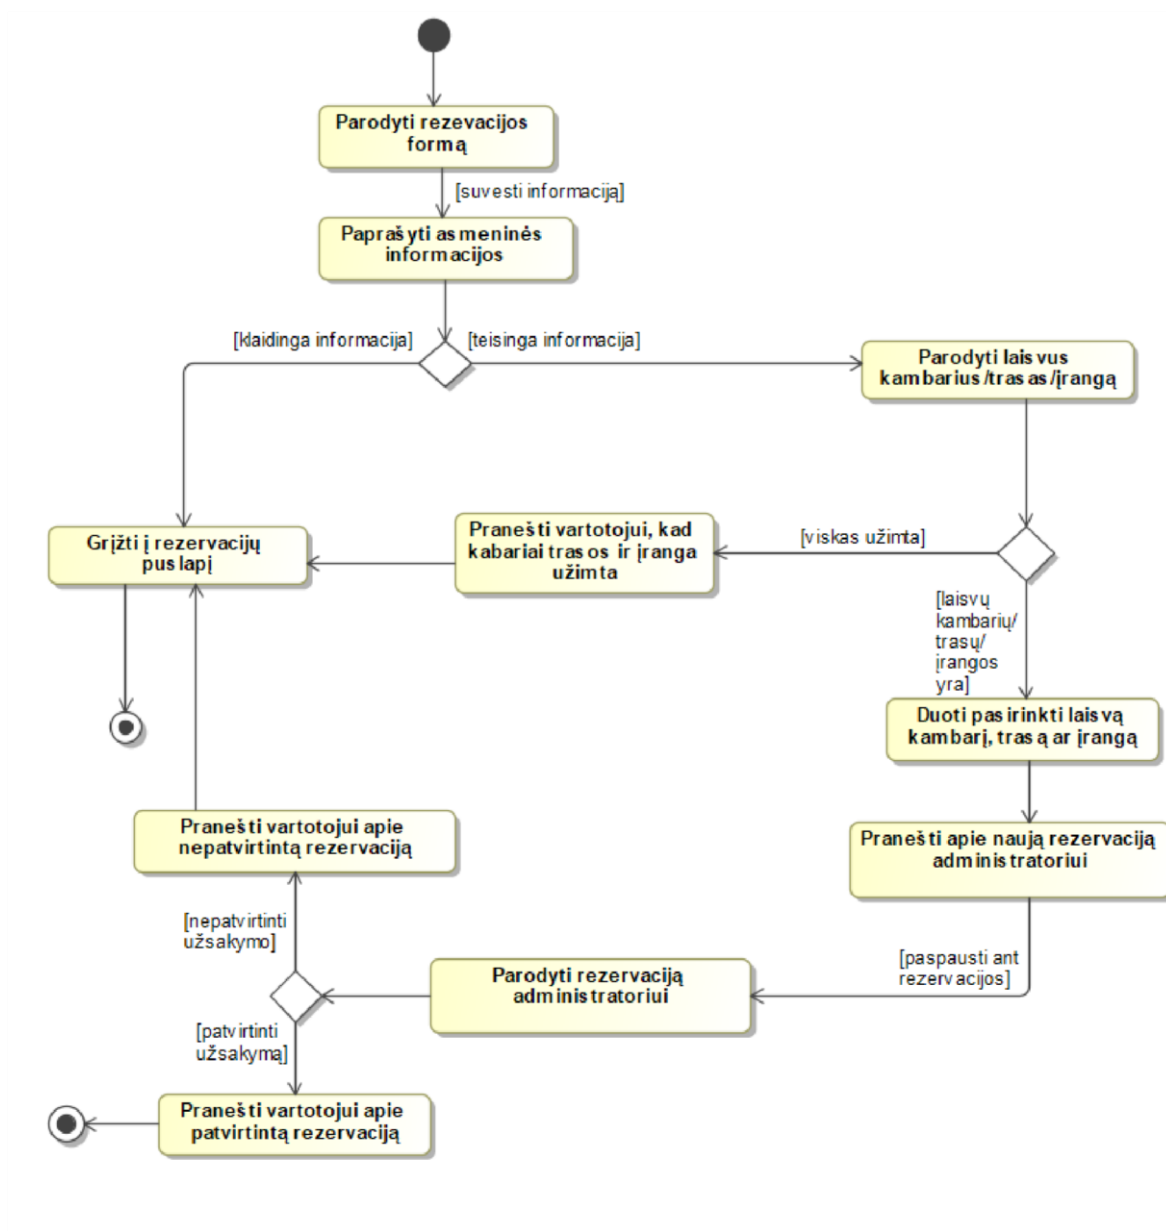 Parodyti rezevacijos
formą
[suvesti informaciją]
Paprašyti asmeninės
informacijos
[klaidinga informacija]
[teisinga informacija]
Parodyti laisvus
kambarius/trasas/įrangą
Grįžti į rezervacijų
puslapį
Pranešti vartotojui, kad
kabariai trasos ir įranga
užimta
[viskas užimta]
[laisvų
kambarių/
trasų/
įrangos
yra]
Duoti pasirinkti laisvą
kambarį, trasą ar įrangą
Pranešti vartotojui apie
nepatvirtintą rezervaciją
Pranešti apie naują rezervaciją
administratoriui
[nepatvirtinti
užsakymo]
[paspausti ant
rezervacijos]
Parodyti rezervaciją
administratoriui
[patvirtinti
užsakymą]
Pranešti vartotojui apie
patvirtintą rezervaciją